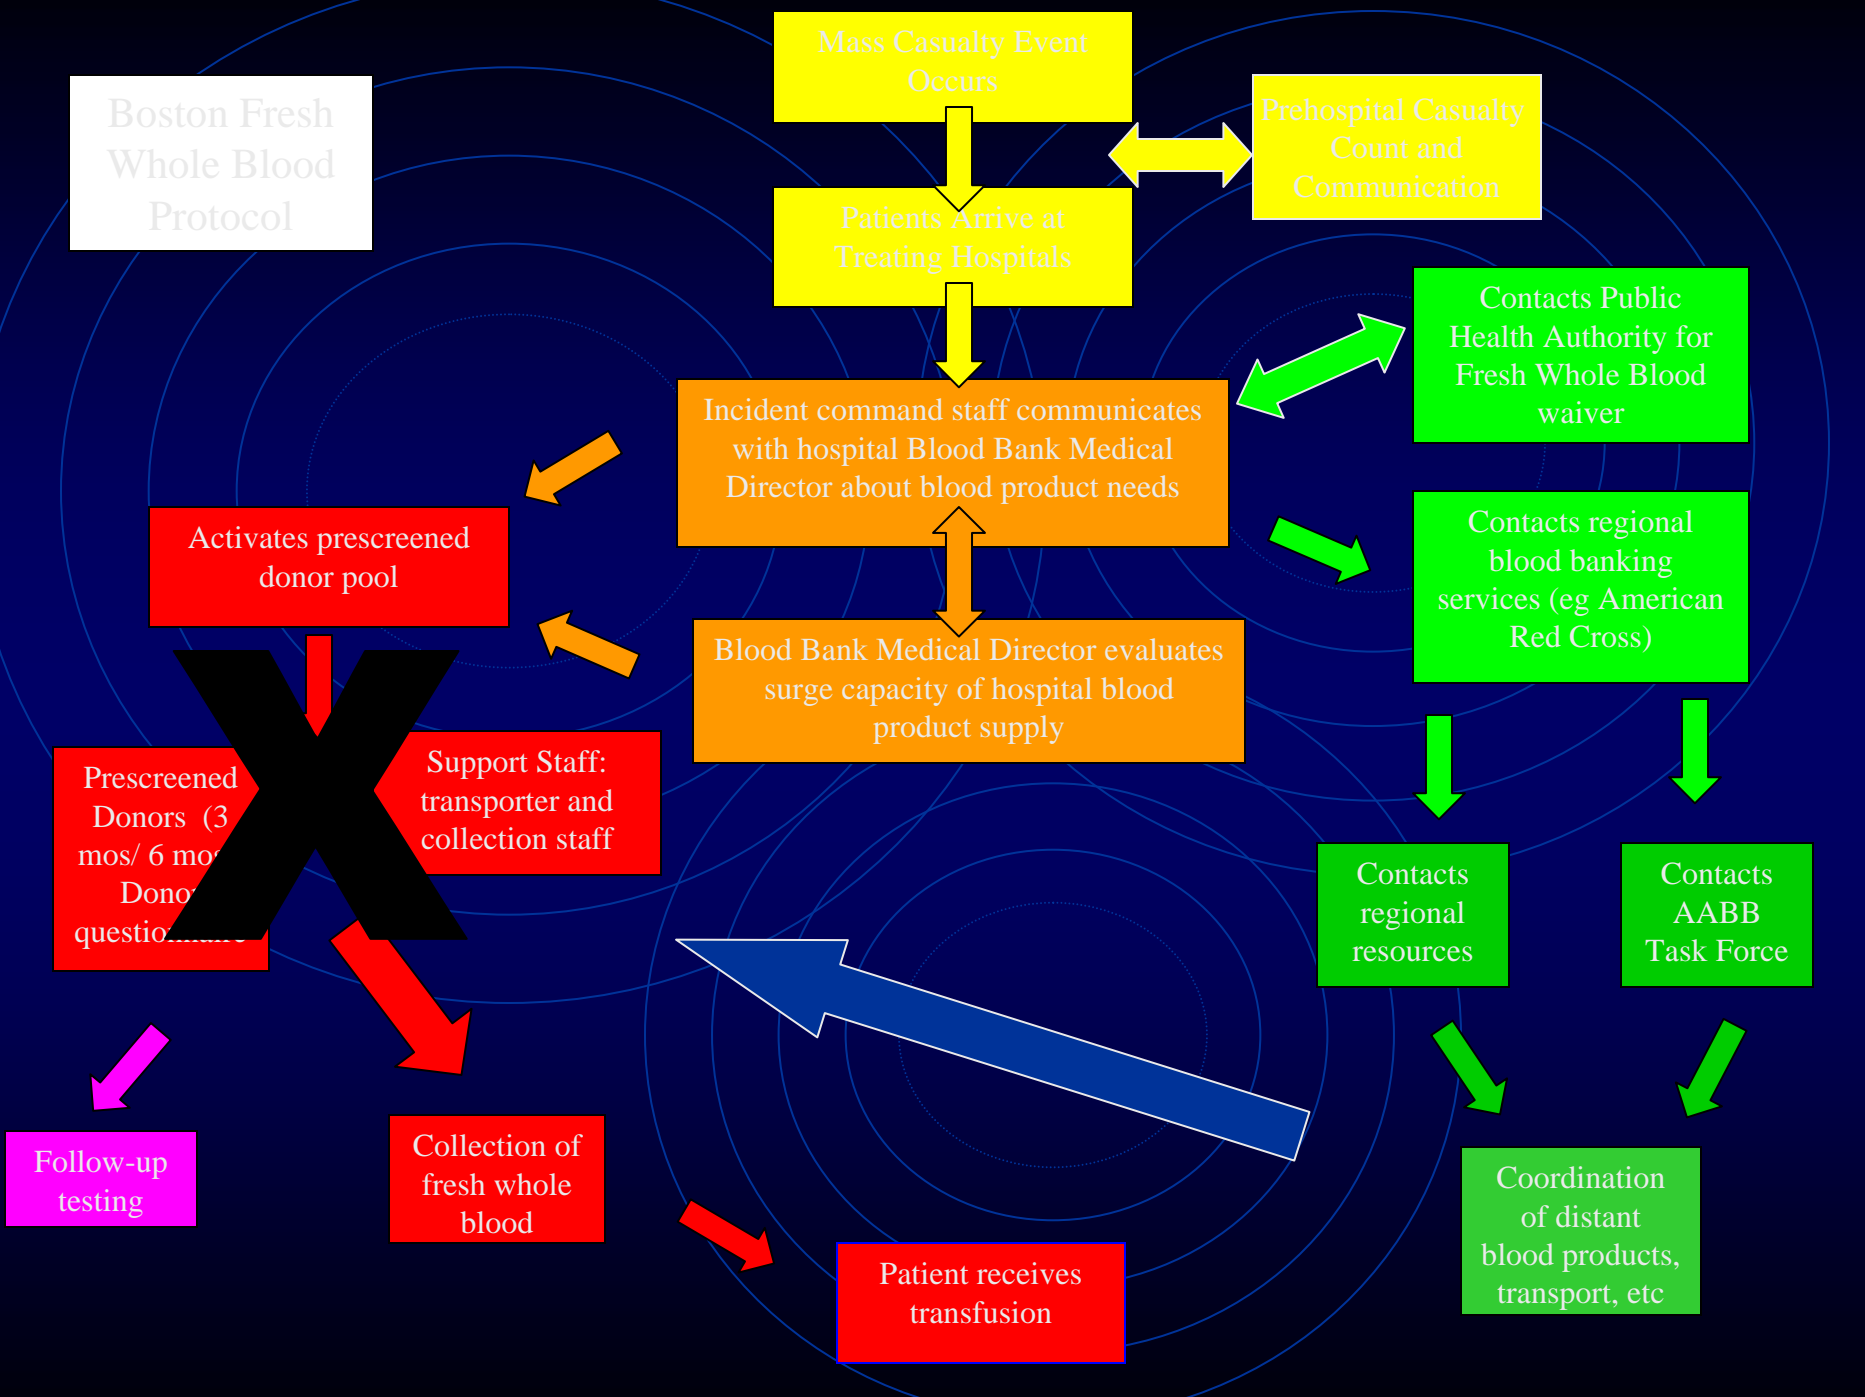 Boston Fresh
Whole Blood
Protocol
Mass Casualty Event
Occurs
Prehospital Casualty
Count and
Communication
Patients Arrive at
Treating Hospitals
Contacts Public
Health Authority for
Fresh Whole Blood
waiver
Incident command staff communicates
with hospital Blood Bank Medical
Director about blood product needs
Contacts regional
blood banking
services (eg American
Red Cross)
Activates prescreened
donor pool
Blood Bank Medical Director evaluates
surge capacity of hospital blood
product supply
Prescreened
Donors (3
mos/ 6 mos
Donor
questionnaire
Support Staff:
transporter and
collection staff
Contacts
regional
resources
Contacts
AABB
Task Force
Follow-up
testing
Collection of
fresh whole
blood
Patient receives
transfusion
Coordination
of distant
blood products,
transport, etc